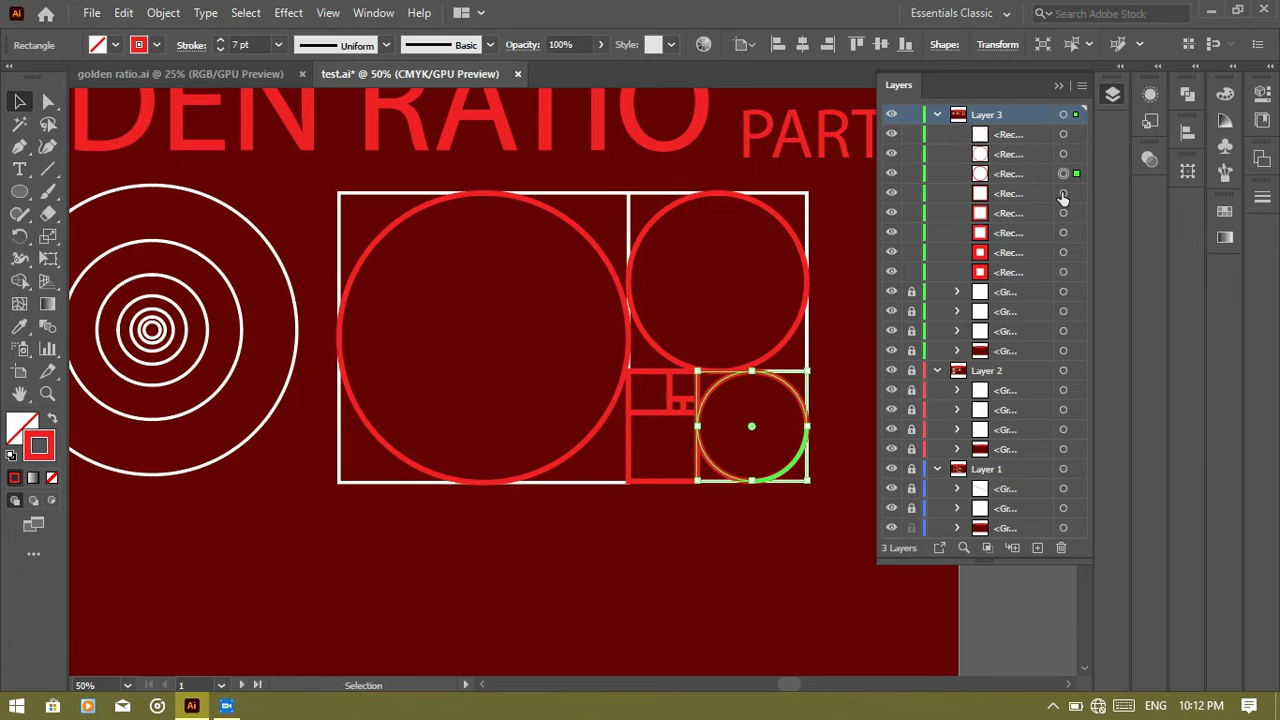 Ai File Edit Object Type Select Effect View Window Help Essentials Classic Search Adobe Stock
Rectangle Stroke: 7 pt Uniform Basic Opacity: 100% Style: Shape: Transform
golden ratio.ai @ 25% (RGB/GPU Preview) × test.ai* @ 50% (CMYK/GPU Preview) ×
Layers
DEN RATIO PART
Layer 3
<Rec...
<Rec...
<Rec...
<Rec...
<Rec...
<Rec...
<Rec...
<Rec...
<Gr...
<Gr...
<Gr...
<Gr...
Layer 2
<Gr...
<Gr...
<Gr...
<Gr...
Layer 1
<Gr...
<Gr...
<Gr...
3 Layers
50% 1 Selection
Ai ENG 10:12 PM